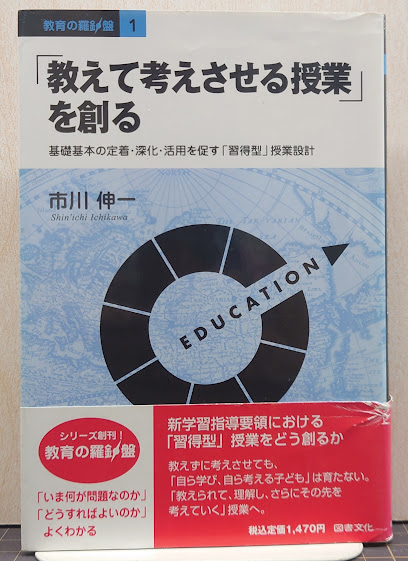 教育の羅針盤 1
「教えて考えさせる授業」
を創る
基礎基本の定着・深化・活用を促す「習得型」授業設計
市川 伸一
Shin'ichi Ichikawa
EDUCATION
シリーズ創刊!
教育の羅針盤
「いま何が問題なのか」
「どうすればよいのか」
よくわかる
新学習指導要領における
「習得型」授業をどう創るか
教えずに考えさせても、
「自ら学び、自ら考える子ども」は育たない。
「教えられて、理解し、さらにその先を
考えていく」授業へ。
税込定価1,470円 図書文化